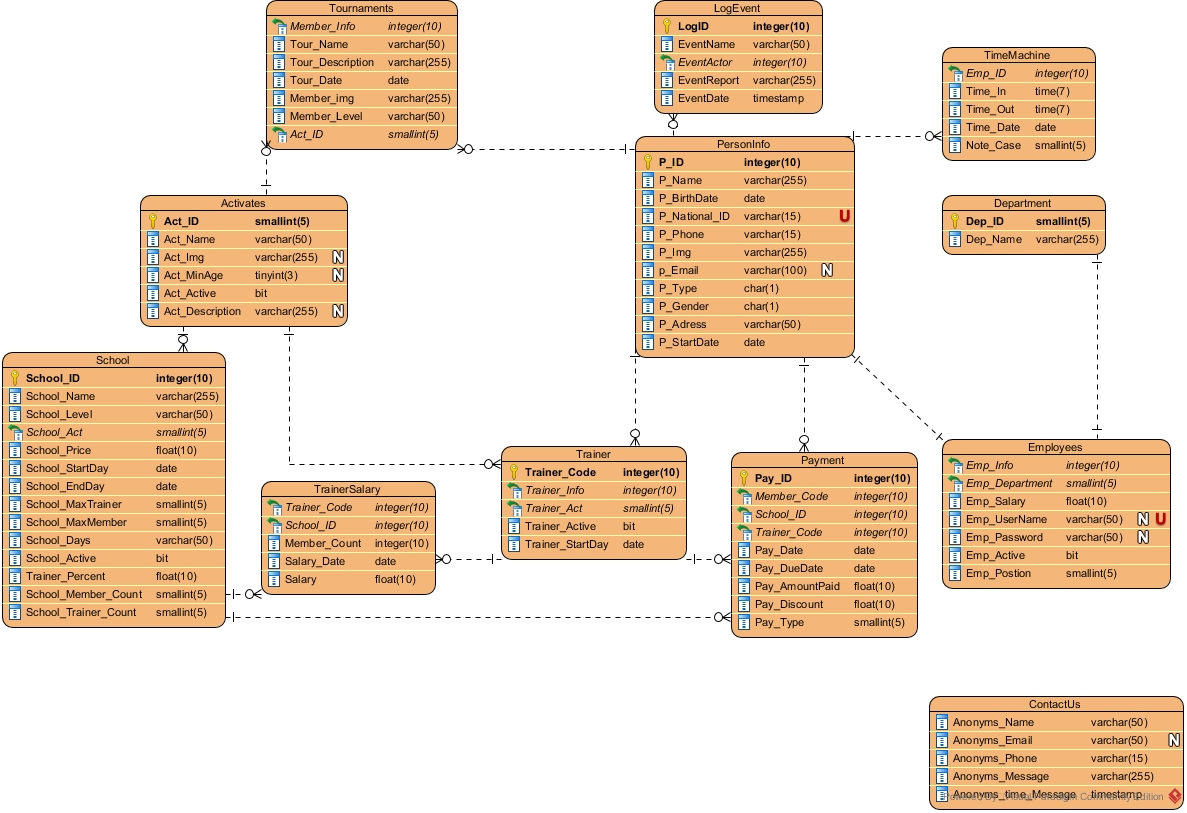 Tournaments
Member_Info integer(10)
Tour_Name varchar(50)
Tour_Description varchar(255)
Tour_Date date
Member_img varchar(255)
Member_Level varchar(50)
Act_ID smallint(5)
LogEvent
LogID integer(10)
EventName varchar(50)
EventActor integer(10)
EventReport varchar(255)
EventDate timestamp
TimeMachine
Emp_ID integer(10)
Time_In time(7)
Time_Out time(7)
Time_Date date
Note_Case smallint(5)
PersonInfo
P_ID integer(10)
P_Name varchar(255)
P_BirthDate date
P_National_ID varchar(15) U
P_Phone varchar(15)
P_Img varchar(255)
p_Email varchar(100) N
P_Type char(1)
P_Gender char(1)
P_Adress varchar(50)
P_StartDate date
Activates
Act_ID smallint(5)
Act_Name varchar(50)
Act_Img varchar(255) N
Act_MinAge tinyint(3) N
Act_Active bit
Act_Description varchar(255) N
Department
Dep_ID smallint(5)
Dep_Name varchar(255)
School
School_ID integer(10)
School_Name varchar(255)
School_Level varchar(50)
School_Act smallint(5)
School_Price float(10)
School_StartDay date
School_EndDay date
School_MaxTrainer smallint(5)
School_MaxMember smallint(5)
School_Days varchar(50)
School_Active bit
Trainer_Percent float(10)
School_Member_Count smallint(5)
School_Trainer_Count smallint(5)
TrainerSalary
Trainer_Code integer(10)
School_ID integer(10)
Member_Count integer(10)
Salary_Date date
Salary float(10)
Trainer
Trainer_Code integer(10)
Trainer_Info integer(10)
Trainer_Act smallint(5)
Trainer_Active bit
Trainer_StartDay date
Payment
Pay_ID integer(10)
Member_Code integer(10)
School_ID integer(10)
Trainer_Code integer(10)
Pay_Date date
Pay_DueDate date
Pay_AmountPaid float(10)
Pay_Discount float(10)
Pay_Type smallint(5)
Employees
Emp_Info integer(10)
Emp_Department smallint(5)
Emp_Salary float(10)
Emp_UserName varchar(50) N U
Emp_Password varchar(50) N
Emp_Active bit
Emp_Postion smallint(5)
ContactUs
Anonyms_Name varchar(50)
Anonyms_Email varchar(50) N
Anonyms_Phone varchar(15)
Anonyms_Message varchar(255)
Anonyms_time_Message timestamp
Community Edition